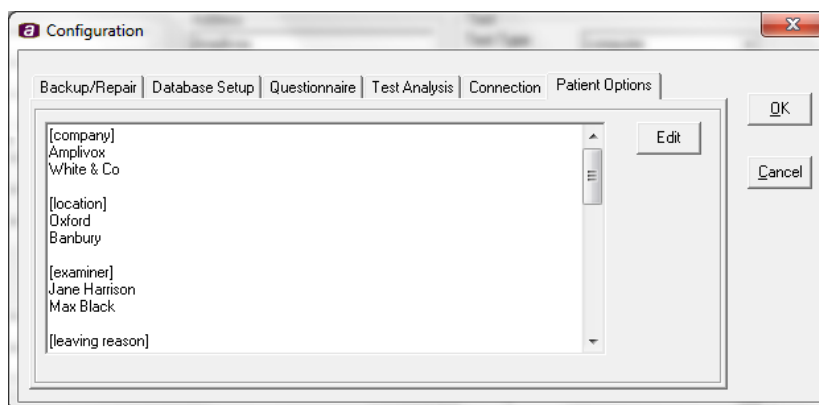 Configuration
Backup/Repair
Database Setup
Questionnaire
Test Analysis
Connection
Patient Options
[company]
Amplivox
White & Co
[location]
Oxford
Banbury
[examiner]
Jane Harrison
Max Black
[leaving reason]
Edit
OK
Cancel